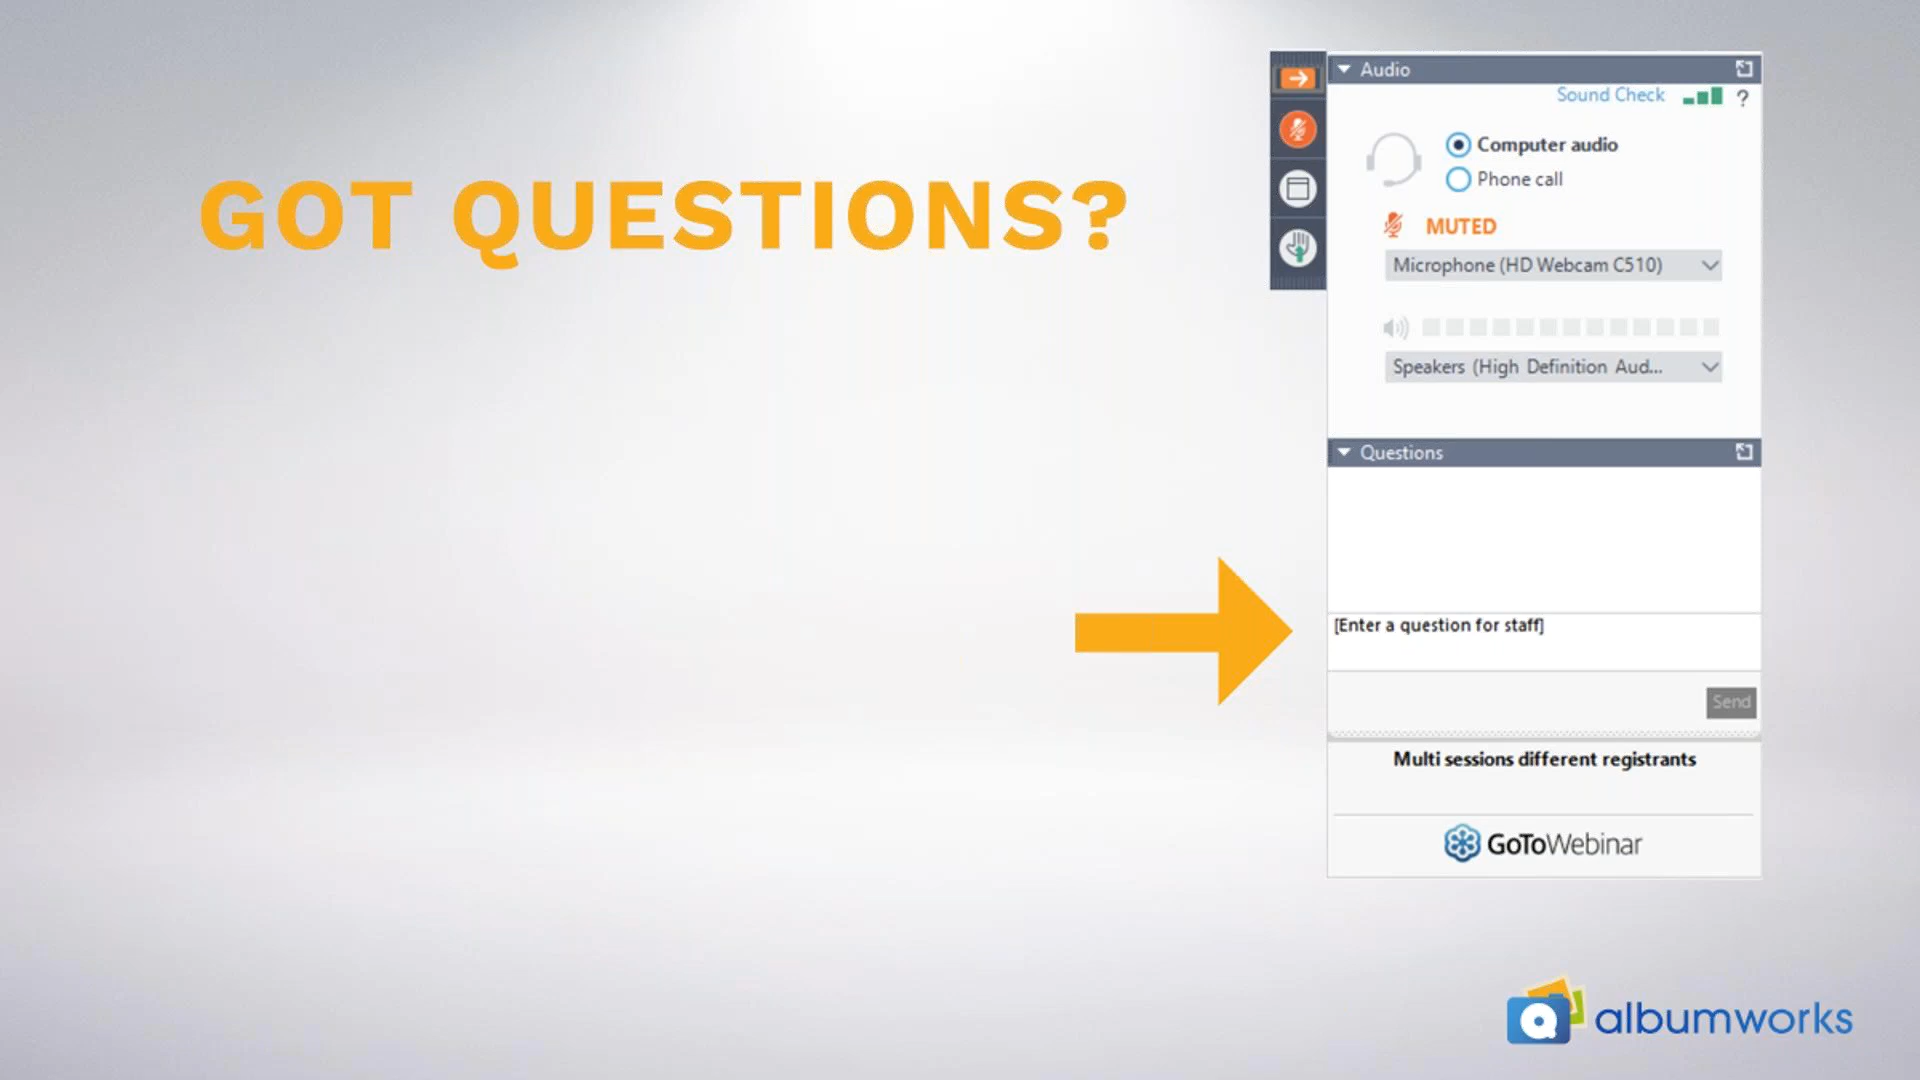 GOT QUESTIONS?
Audio
Sound Check
?
Computer audio
Phone call
MUTED
Microphone (HD Webcam C510)
Speakers (High Definition Aud...
Questions
[Enter a question for staff]
Send
Multi sessions different registrants
GoToWebinar
a
albumworks